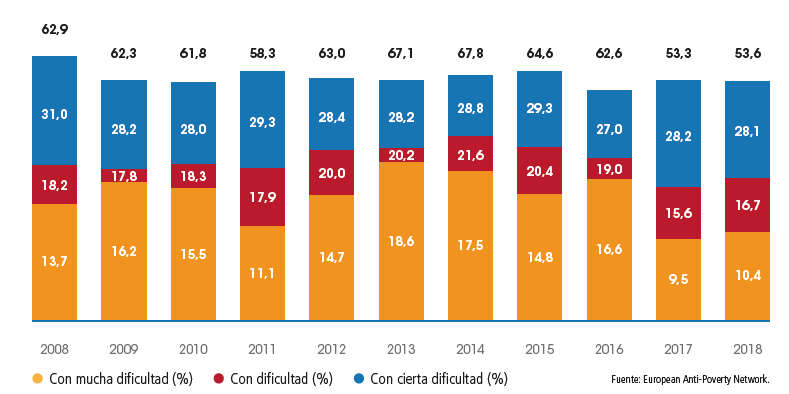 62,9 62,3 61,8 58,3 63,0 67,1 67,8 64,6 62,6 53,3 53,6
31,0 28,2 28,0 29,3 28,4 28,2 28,8 29,3 27,0 28,2 28,1
18,2 17,8 18,3 17,9 20,0 20,2 21,6 20,4 19,0 15,6 16,7
13,7 16,2 15,5 11,1 14,7 18,6 17,5 14,8 16,6 9,5 10,4
2008 2009 2010 2011 2012 2013 2014 2015 2016 2017 2018
Con mucha dificultad (%) Con dificultad (%) Con cierta dificultad (%) Fuente: European Anti-Poverty Network.